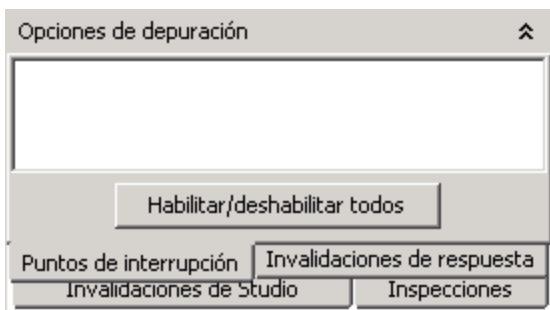 Opciones de depuración
Habilitar/deshabilitar todos
Puntos de interrupción Invalidaciones de respuesta
Invalidaciones de Studio Inspecciones